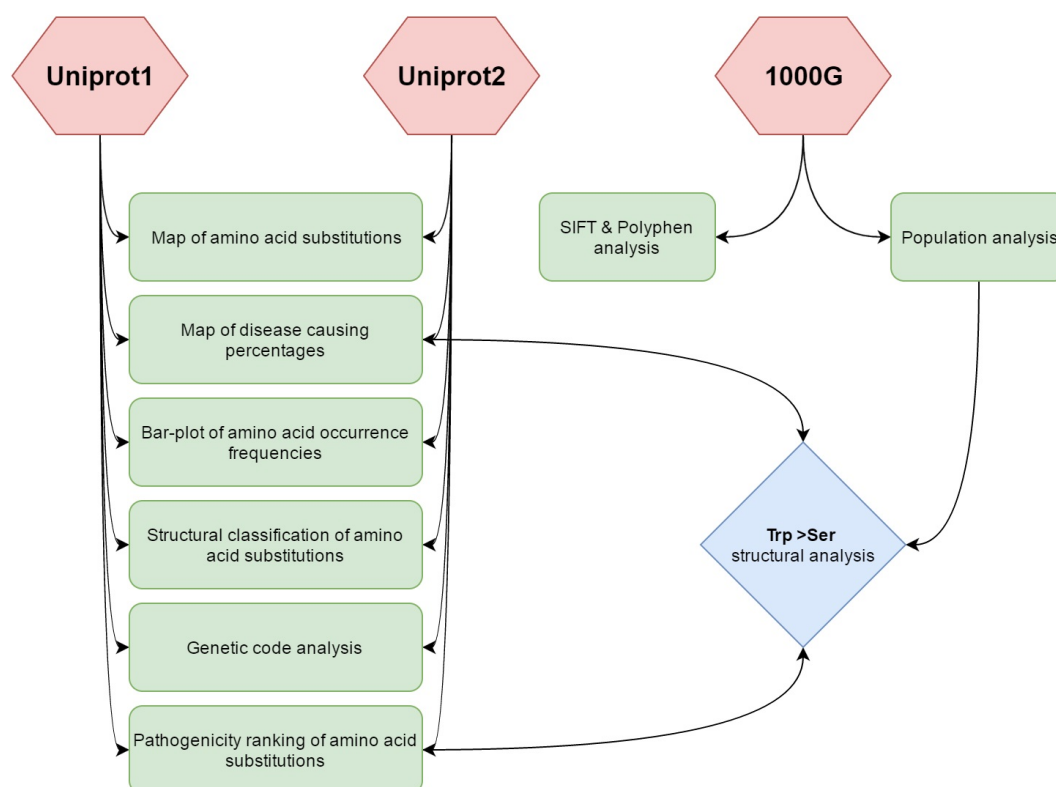 Uniprot1
Uniprot2
1000G
Map of amino acid substitutions
SIFT & Polyphen
analysis
Population analysis
Map of disease causing
percentages
Bar-plot of amino acid occurrence
frequencies
Structural classification of amino
acid substitutions
Trp >Ser
structural analysis
Genetic code analysis
Pathogenicity ranking of amino acid
substitutions